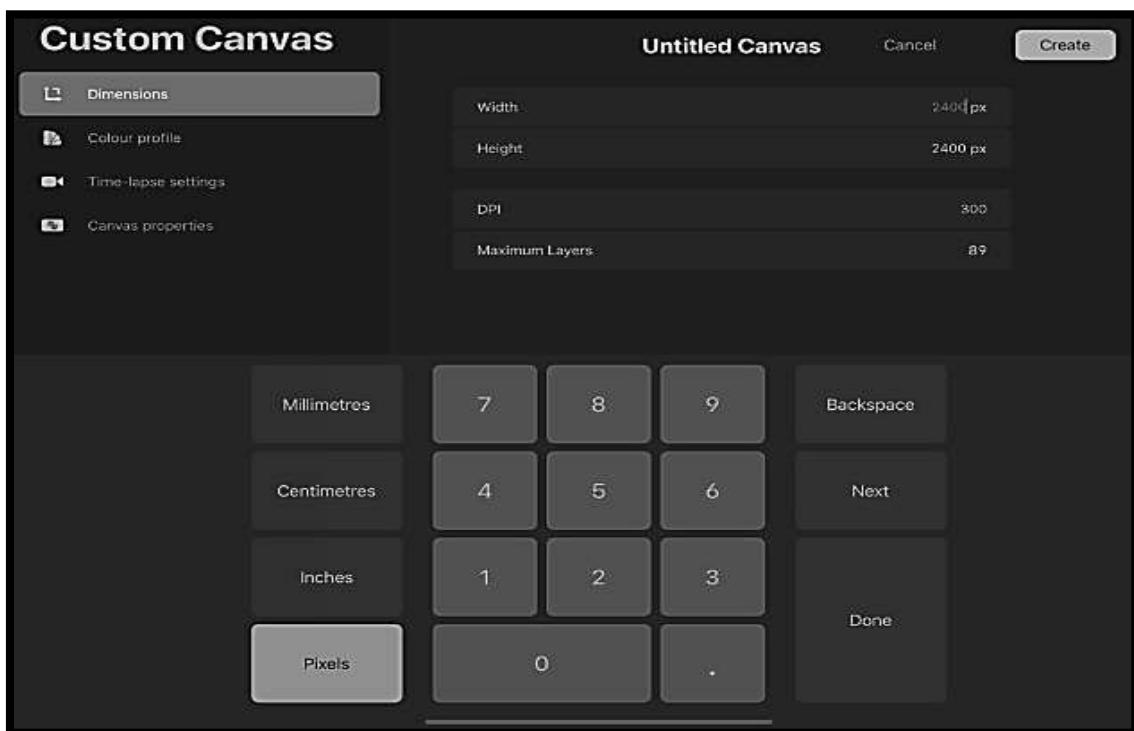 Custom Canvas
Untitled Canvas Cancel Create
Dimensions
Colour profile
Time-lapse settings
Canvas properties
Width 2400 px
Height 2400 px
DPI 300
Maximum Layers 89
Millimetres 7 8 9 Backspace
Centimetres 4 5 6 Next
Inches 1 2 3
Done
Pixels 0 .